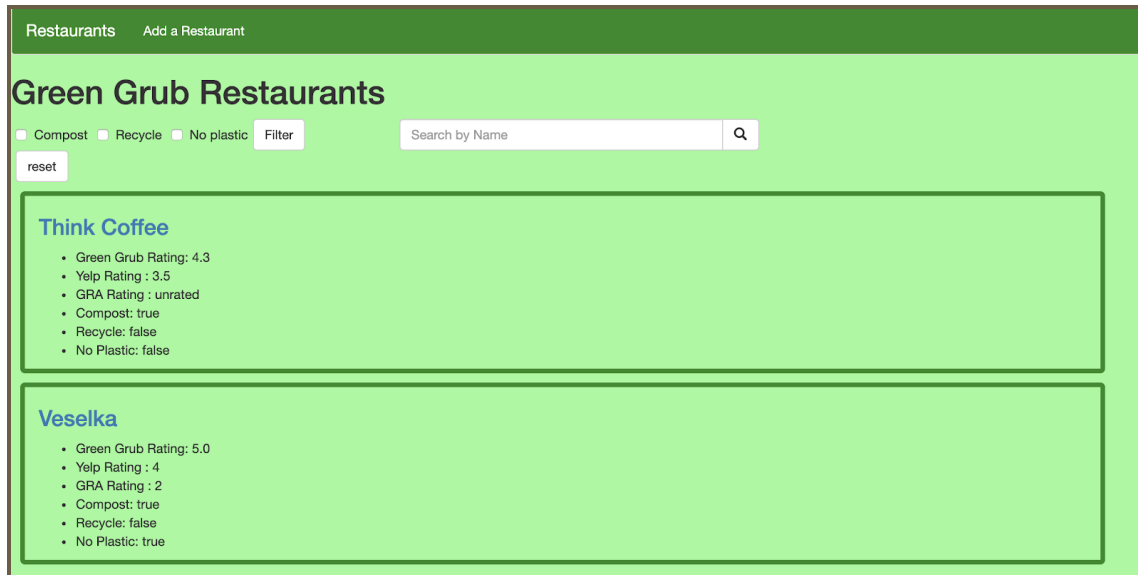 Restaurants Add a Restaurant
Green Grub Restaurants
Compost Recycle No plastic Filter Search by Name
reset
Think Coffee
• Green Grub Rating: 4.3
• Yelp Rating : 3.5
• GRA Rating : unrated
• Compost: true
• Recycle: false
• No Plastic: false
Veselka
• Green Grub Rating: 5.0
• Yelp Rating : 4
• GRA Rating : 2
• Compost: true
• Recycle: false
• No Plastic: true